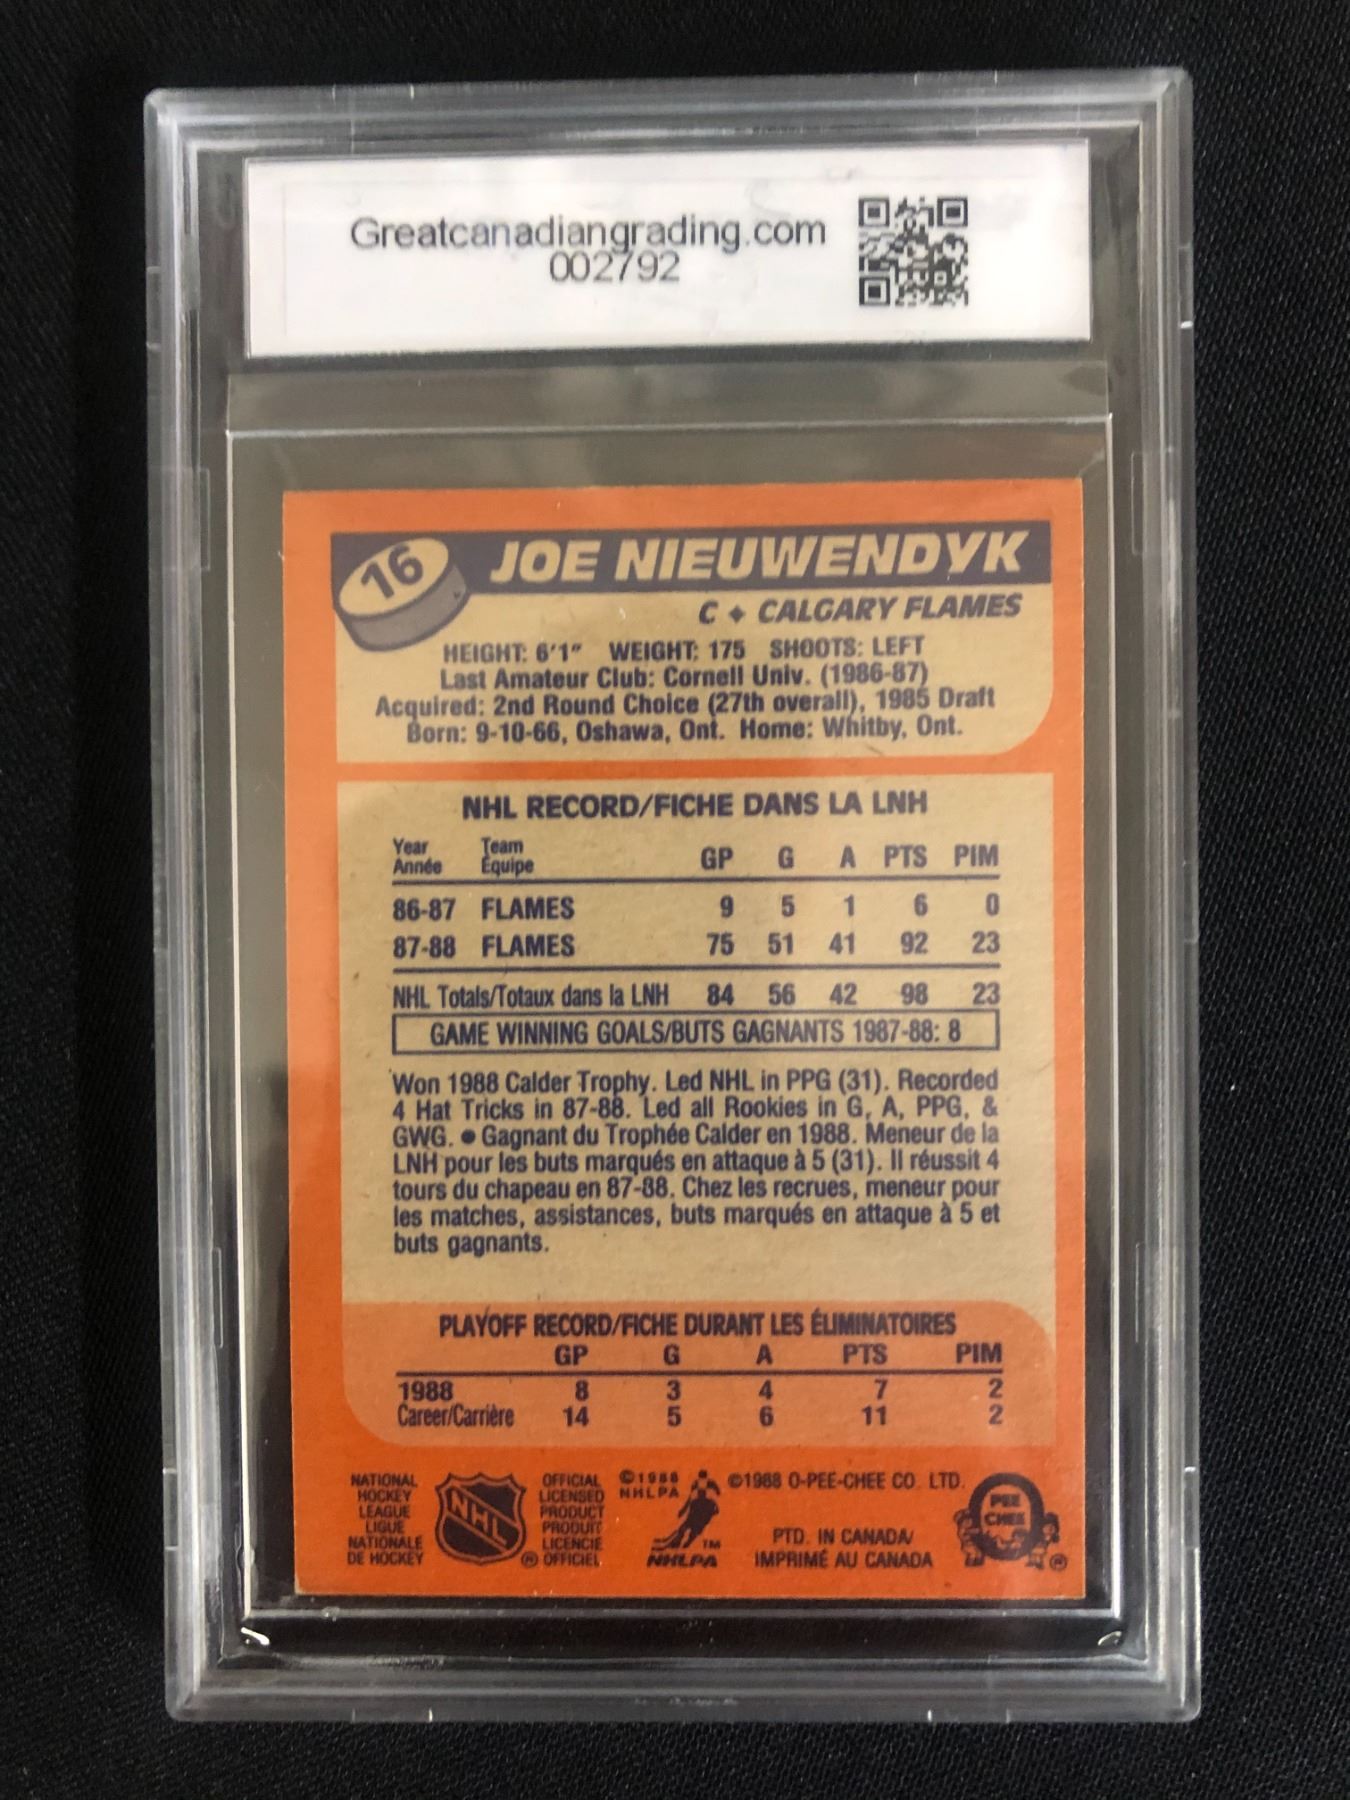 Greatcanadiangrading.com
002792
16
JOE NIEUWENDYK
C ♦ CALGARY FLAMES
HEIGHT: 6'1" WEIGHT: 175 SHOOTS: LEFT
Last Amateur Club: Cornell Univ. (1986-87)
Acquired: 2nd Round Choice (27th overall), 1985 Draft
Born: 9-10-66, Oshawa, Ont. Home: Whitby, Ont.
NHL RECORD/FICHE DANS LA LNH
Year Team
Année Équipe GP G A PTS PIM
86-87 FLAMES 9 5 1 6 0
87-88 FLAMES 75 51 41 92 23
NHL Totals/Totaux dans la LNH 84 56 42 98 23
GAME WINNING GOALS/BUTS GAGNANTS 1987-88: 8
Won 1988 Calder Trophy. Led NHL in PPG (31). Recorded
4 Hat Tricks in 87-88. Led all Rookies in G, A, PPG, &
GWG. ● Gagnant du Trophée Calder en 1988. Meneur de la
LNH pour les buts marqués en attaque à 5 (31). Il réussit 4
tours du chapeau en 87-88. Chez les recrues, meneur pour
les matches, assistances, buts marqués en attaque à 5 et
buts gagnants.
PLAYOFF RECORD/FICHE DURANT LES ÉLIMINATOIRES
GP G A PTS PIM
1988 8 3 4 7 2
Career/Carrière 14 5 6 11 2
NATIONAL
HOCKEY
LEAGUE
LIGUE
NATIONALE
DE HOCKEY
NHL
®
OFFICIAL
LICENSED
PRODUCT
PRODUIT
LICENCIÉ
OFFICIEL
©1988
NHLPA
TM
NHLPA
©1988 O-PEE-CHEE CO. LTD.
PTD. IN CANADA/
IMPRIMÉ AU CANADA
PEE
CHEE
®